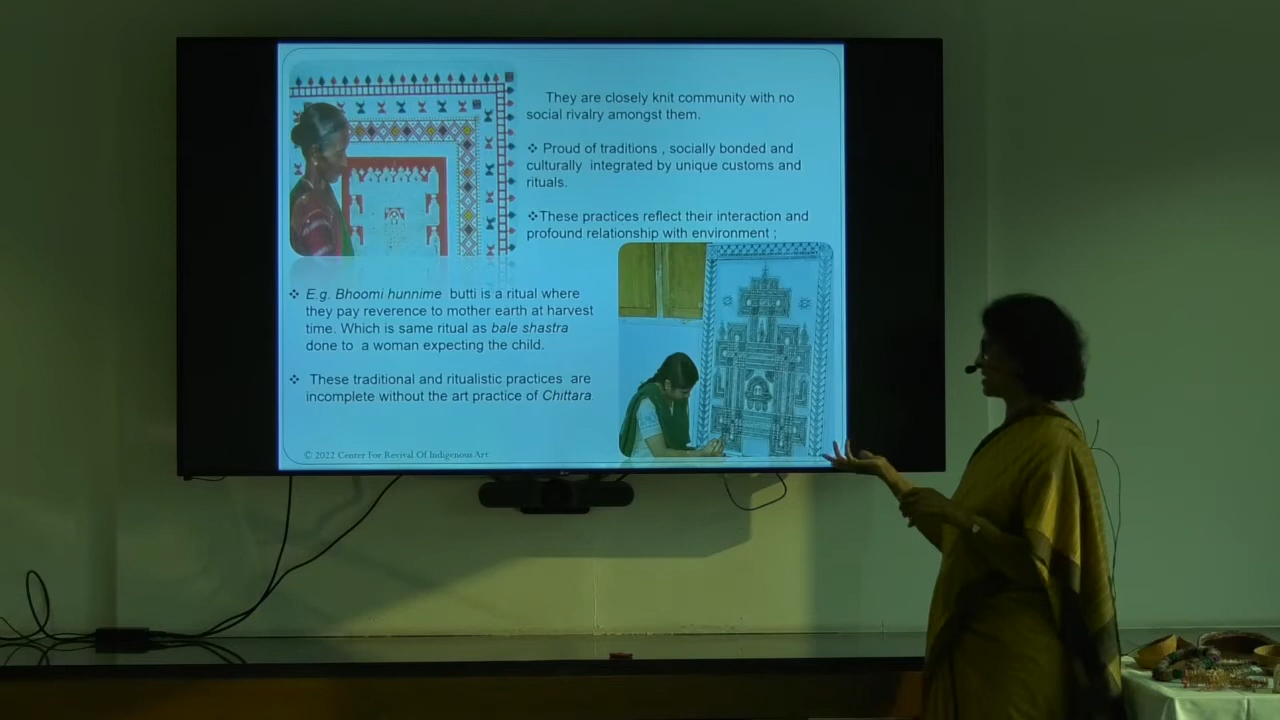 They are closely knit community with no
social rivalry amongst them.
❖ Proud of traditions , socially bonded and
culturally integrated by unique customs and
rituals.
❖These practices reflect their interaction and
profound relationship with environment ;
❖ E.g. Bhoomi hunnime butti is a ritual where
they pay reverence to mother earth at harvest
time. Which is same ritual as bale shastra
done to a woman expecting the child.
❖ These traditional and ritualistic practices are
incomplete without the art practice of Chittara
© 2022 Center For Revival Of Indigenous Art